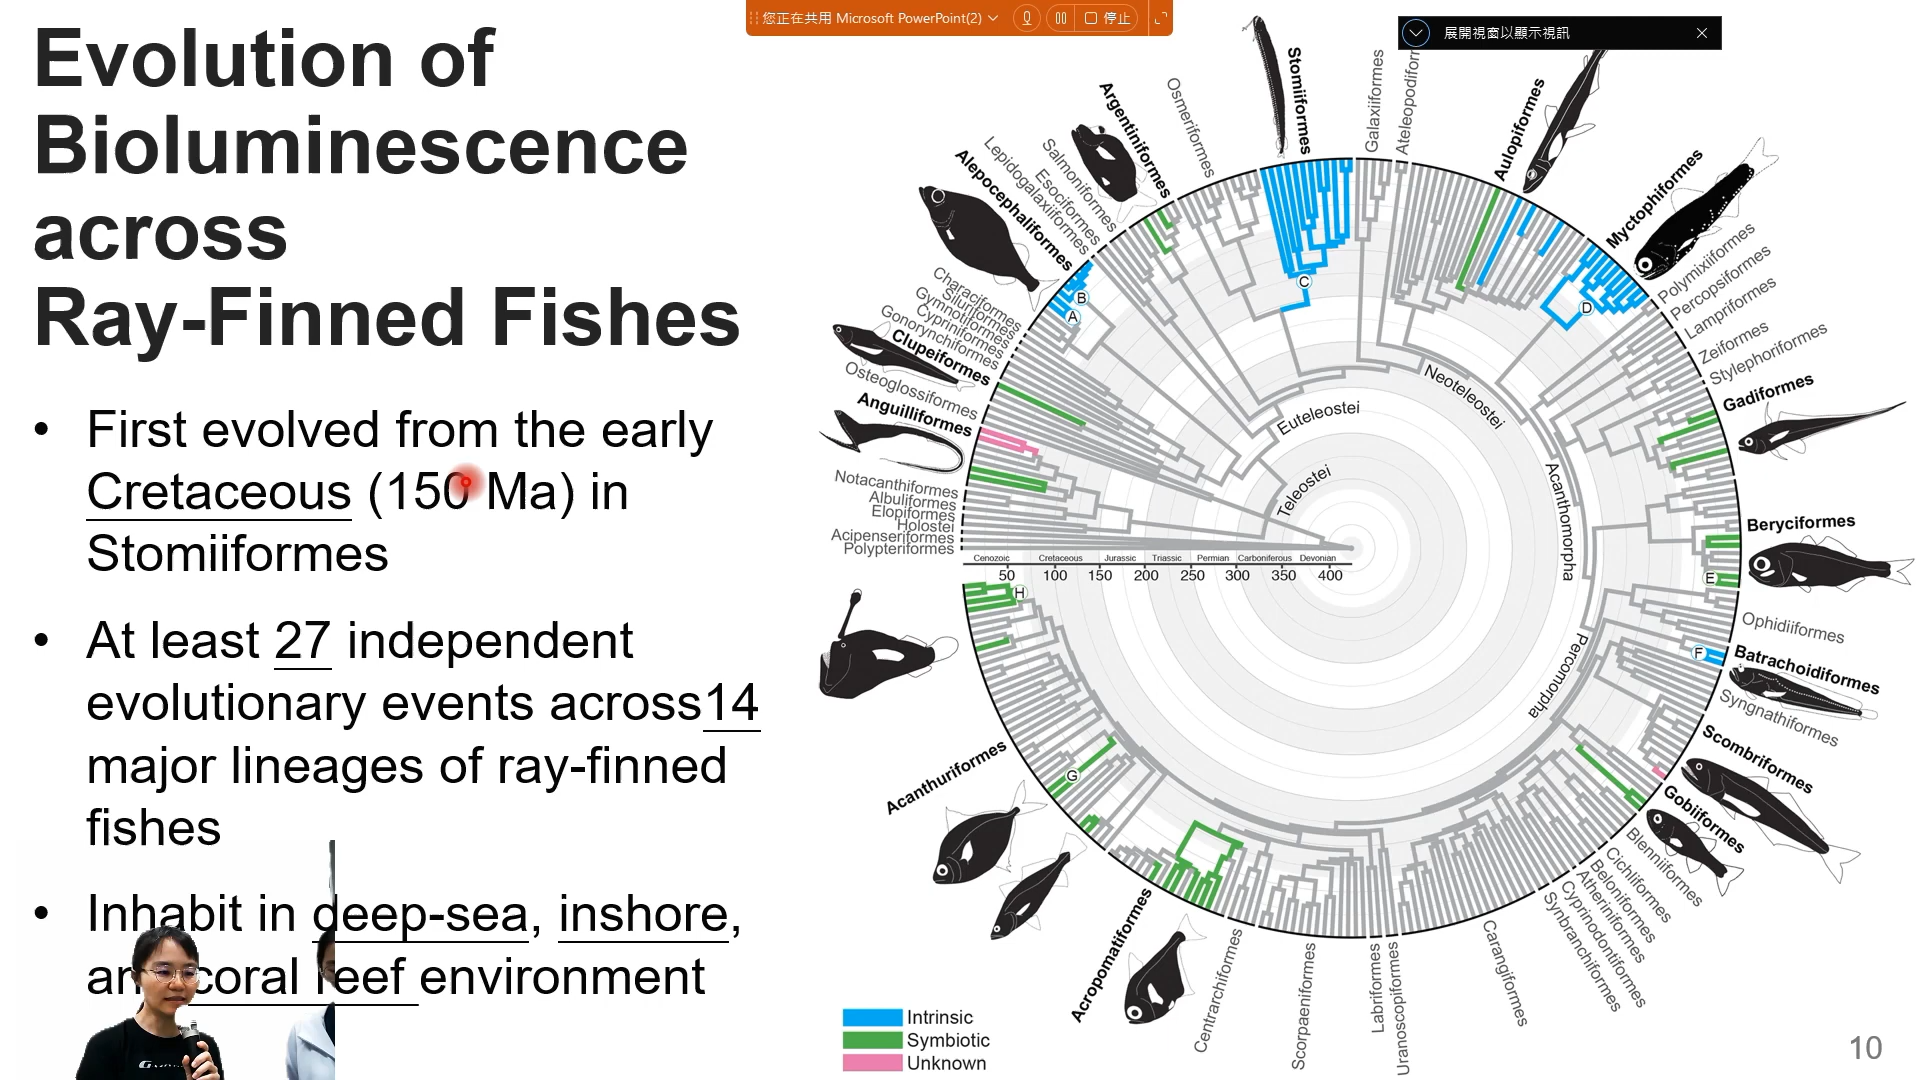 Evolution of
Bioluminescence
across
Ray-Finned Fishes
• First evolved from the early
Cretaceous (150 Ma) in
Stomiiformes
• At least 27 independent
evolutionary events across14
major lineages of ray-finned
fishes
• Inhabit in deep-sea, inshore,
coral reef environment
您正在共用 Microsoft PowerPoint(2)
停止
展開視窗以顯示視訊
Polypteriformes
Acipenseriformes
Holostei
Elopiformes
Albuliformes
Notacanthiformes
Anguilliformes
Osteoglossiformes
Clupeiformes
Gonorynchiformes
Cypriniformes
Gymnotiformes
Siluriformes
Characiformes
Alepocephaliformes
Lepidogalaxiiformes
Esociformes
Salmoniformes
Argentiniformes
Osmeriformes
Stomiiformes
Galaxiiformes
Aulopiformes
Myctophiformes
Polymixiiformes
Percopsiformes
Lampriformes
Zeiformes
Stylephoriformes
Gadiformes
Beryciformes
Ophidiiformes
Batrachoidiformes
Syngnathiformes
Scombriformes
Gobiiformes
Blenniiformes
Cichliformes
Beloniformes
Atheriniformes
Cyprinodontiformes
Synbranchiformes
Carangiformes
Uranoscopiformes
Labriformes
Scorpaeniformes
Centrarchiformes
Acropomatiformes
Acanthuriformes
Teleostei
Euteleostei
Neoteleostei
Acanthomorpha
Percomorpha
A
B
C
D
E
F
G
H
Cenozoic Cretaceous Jurassic Triassic Permian Carboniferous Devonian
50 100 150 200 250 300 350 400
Intrinsic
Symbiotic
Unknown
10